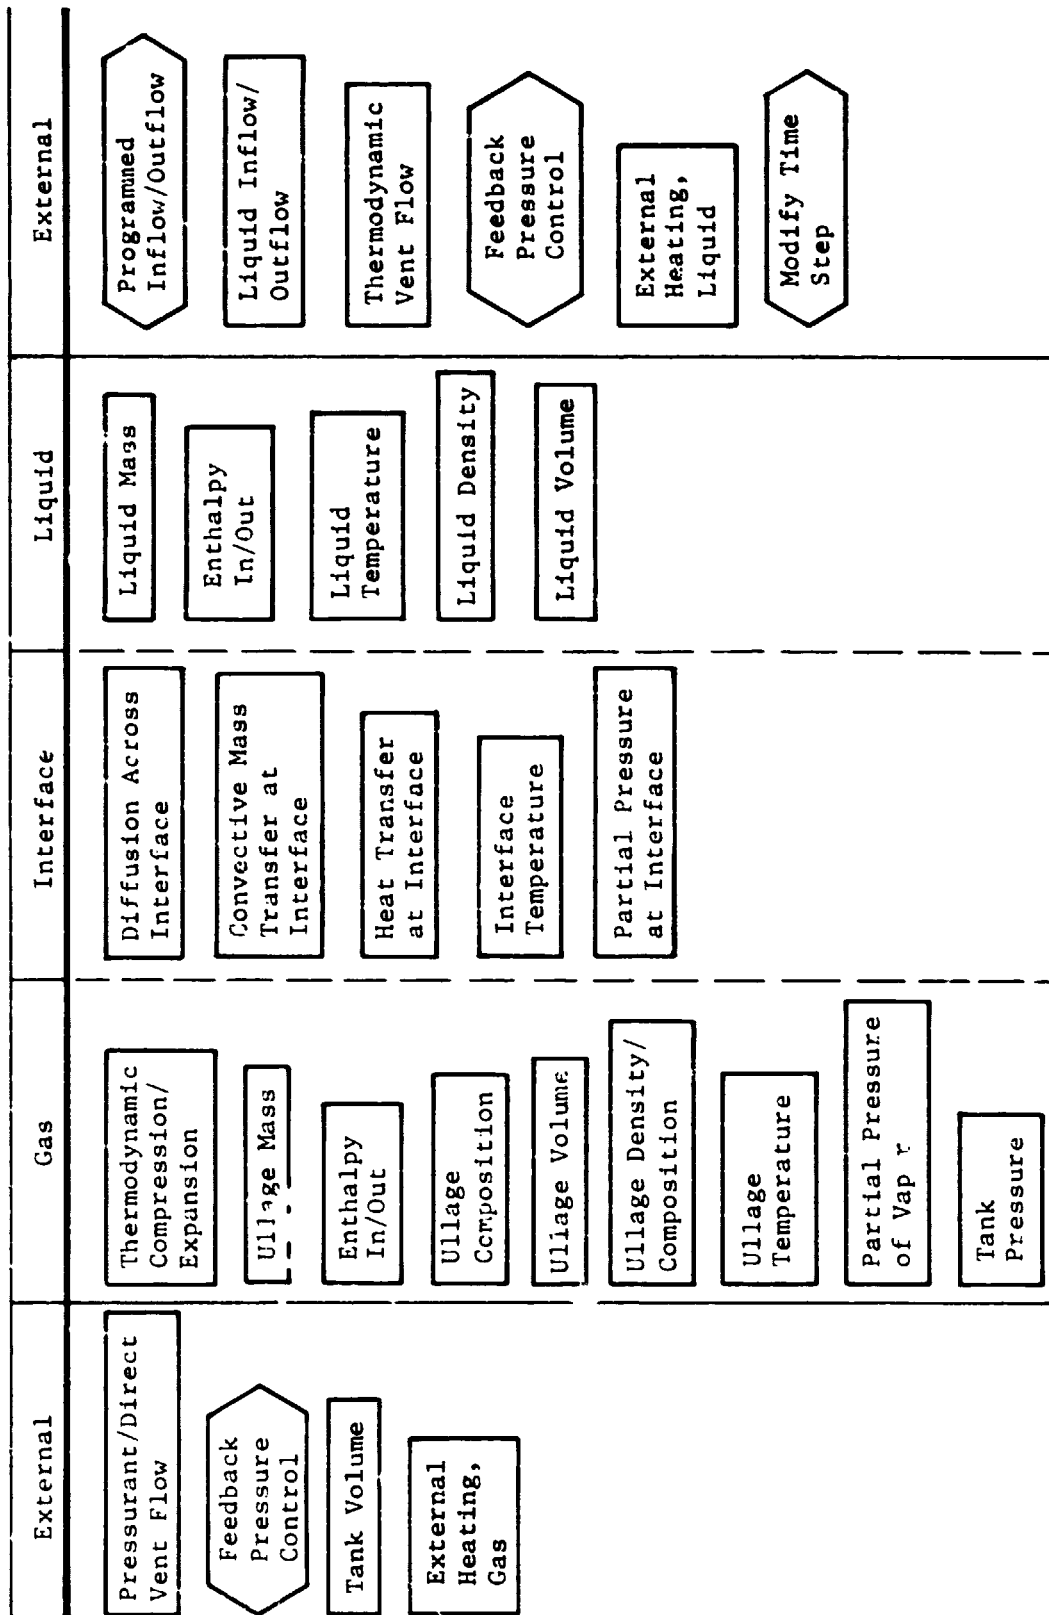 External
Gas
Interface
Liquid
External
Pressurant/Direct
Vent Flow
Feedback
Pressure
Control
Tank Volume
External
Heating,
Gas
Thermodynamic
Compression/
Expansion
Ullage Mass
Enthalpy
In/Out
Ullage
Composition
Ullage Volume
Ullage Density/
Composition
Ullage
Temperature
Partial Pressure
of Vap r
Tank
Pressure
Diffusion Across
Interface
Convective Mass
Transfer at
Interface
Heat Transfer
at Interface
Interface
Temperature
Partial Pressure
at Interface
Liquid Mass
Enthalpy
In/Out
Liquid
Temperature
Liquid Density
Liquid Volume
Programmed
Inflow/Outflow
Liquid Inflow/
Outflow
Thermodynamic
Vent Flow
Feedback
Pressure
Control
External
Heating,
Liquid
Modify Time
Step